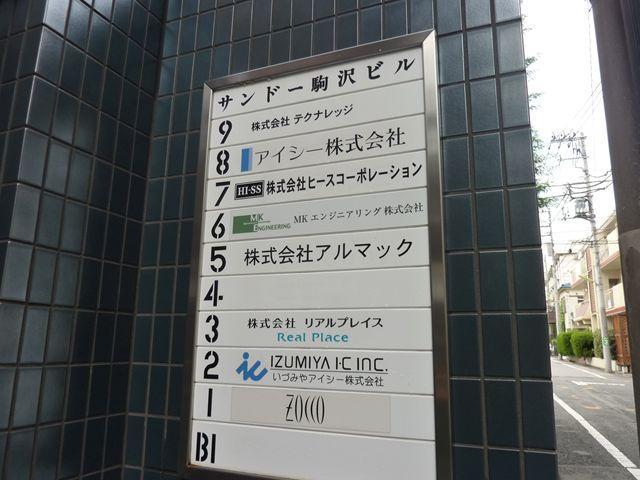 サンドー駒沢ビル
9 株式会社 テクナレッジ
8 アイシー株式会社
7 HI-SS 株式会社ヒースコーポレーション
6 MK ENGINEERING MK エンジニアリング株式会社
5 株式会社アルマック
4
3 株式会社 リアルプレイス
Real Place
2 ic IZUMIYA I·C INC.
いづみやアイシー株式会社
1 ZOCCO
B1